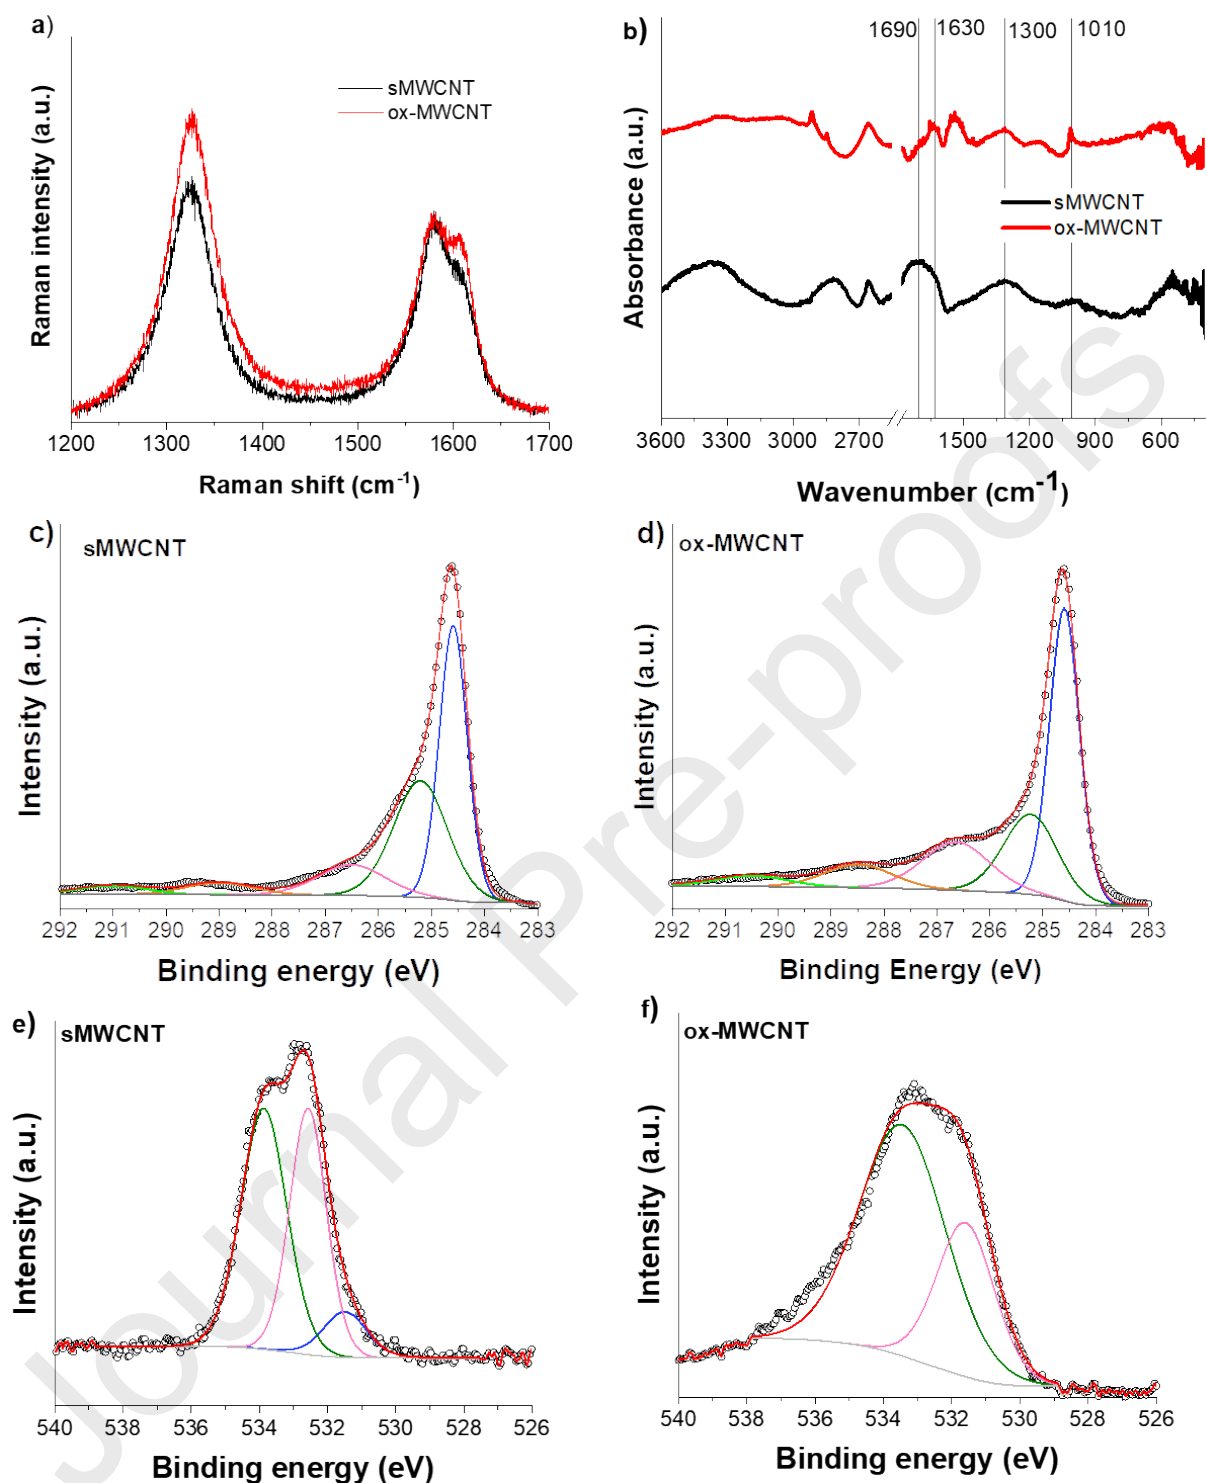 a)
sMWCNT
ox-MWCNT
Raman intensity (a.u.)
1200 1300 1400 1500 1600 1700
Raman shift (cm⁻¹)
b)
1690 1630 1300 1010
Absorbance (a.u.)
sMWCNT
ox-MWCNT
3600 3300 3000 2700 1500 1200 900 600
Wavenumber (cm⁻¹)
c)
sMWCNT
Intensity (a.u.)
292 291 290 289 288 287 286 285 284 283
Binding energy (eV)
d)
ox-MWCNT
Intensity (a.u.)
292 291 290 289 288 287 286 285 284 283
Binding Energy (eV)
e)
sMWCNT
Intensity (a.u.)
540 538 536 534 532 530 528 526
Binding energy (eV)
f)
ox-MWCNT
Intensity (a.u.)
540 538 536 534 532 530 528 526
Binding energy (eV)
Journal Pre-proofs